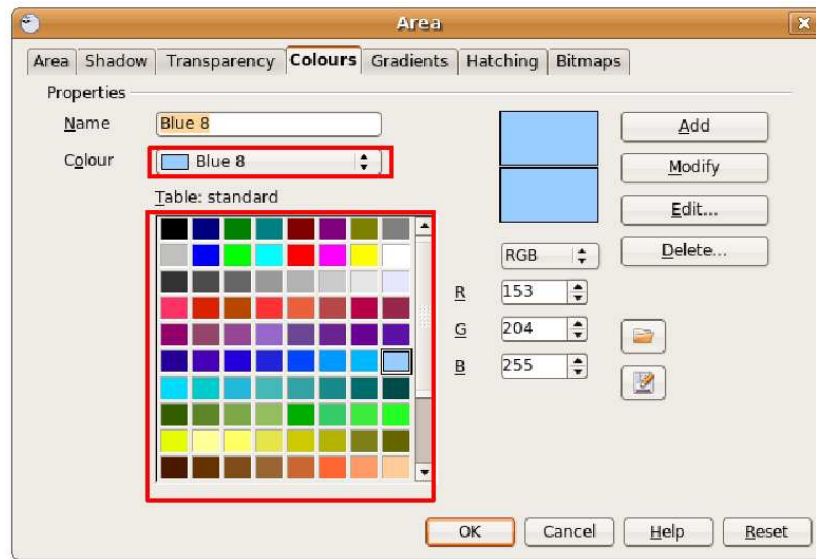 Area
Area Shadow Transparency Colours Gradients Hatching Bitmaps
Properties
Name Blue 8 Add
Colour Blue 8 Modify
Table: standard Edit...
RGB Delete...
R 153
G 204
B 255
OK Cancel Help Reset